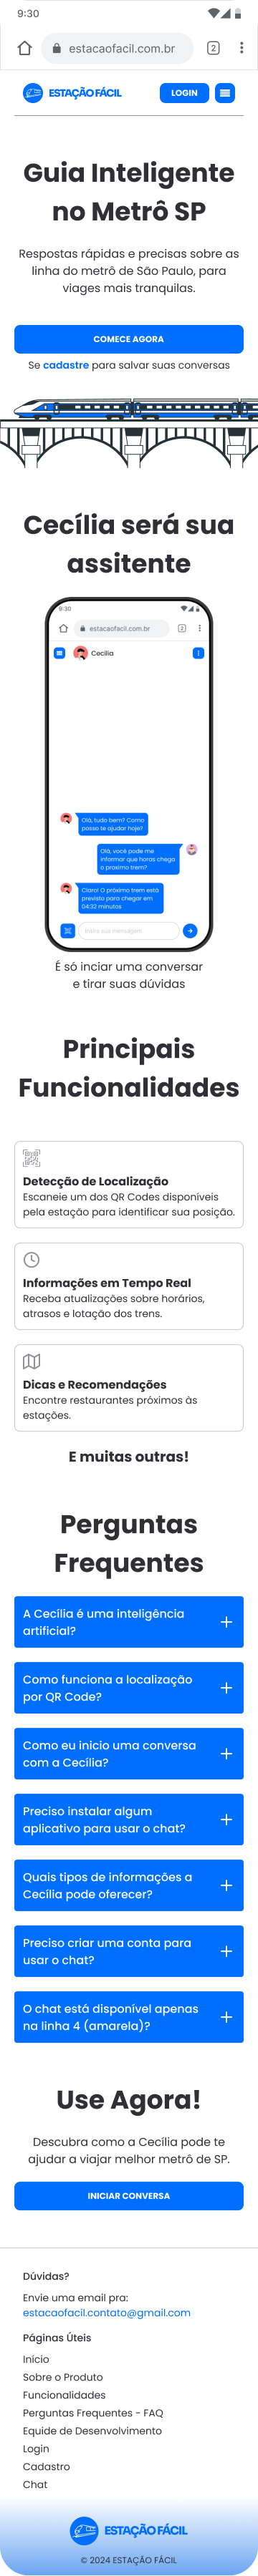 9:30
estacaofacil.com.br
2
ESTAÇÃO FÁCIL
LOGIN
Guia Inteligente
no Metrô SP
Respostas rápidas e precisas sobre as
linha do metrô de São Paulo, para
viages mais tranquilas.
COMECE AGORA
Se cadastre para salvar suas conversas
Cecília será sua
assitente
9:30
estacaofacil.com.br
2
Cecília
Olá, tudo bem? Como
posso te ajudar hoje?
Olá, você pode me
informar que horas chega
o proximo trem?
Claro! O próximo trem está
previsto para chegar em
04:32 minutos
Insira sua mensagem
É só inciar uma conversar
e tirar suas dúvidas
Principais
Funcionalidades
Detecção de Localização
Escaneie um dos QR Codes disponíveis
pela estação para identificar sua posição.
Informações em Tempo Real
Receba atualizações sobre horários,
atrasos e lotação dos trens.
Dicas e Recomendações
Encontre restaurantes próximos às
estações.
E muitas outras!
Perguntas
Frequentes
A Cecília é uma inteligência
artificial?
Como funciona a localização
por QR Code?
Como eu inicio uma conversa
com a Cecília?
Preciso instalar algum
aplicativo para usar o chat?
Quais tipos de informações a
Cecília pode oferecer?
Preciso criar uma conta para
usar o chat?
O chat está disponível apenas
na linha 4 (amarela)?
Use Agora!
Descubra como a Cecília pode te
ajudar a viajar melhor metrô de SP.
INICIAR CONVERSA
Dúvidas?
Envie uma email pra:
estacaofacil.contato@gmail.com
Páginas Úteis
Início
Sobre o Produto
Funcionalidades
Perguntas Frequentes - FAQ
Equide de Desenvolvimento
Login
Cadastro
Chat
ESTAÇÃO FÁCIL
© 2024 ESTAÇÃO FÁCIL